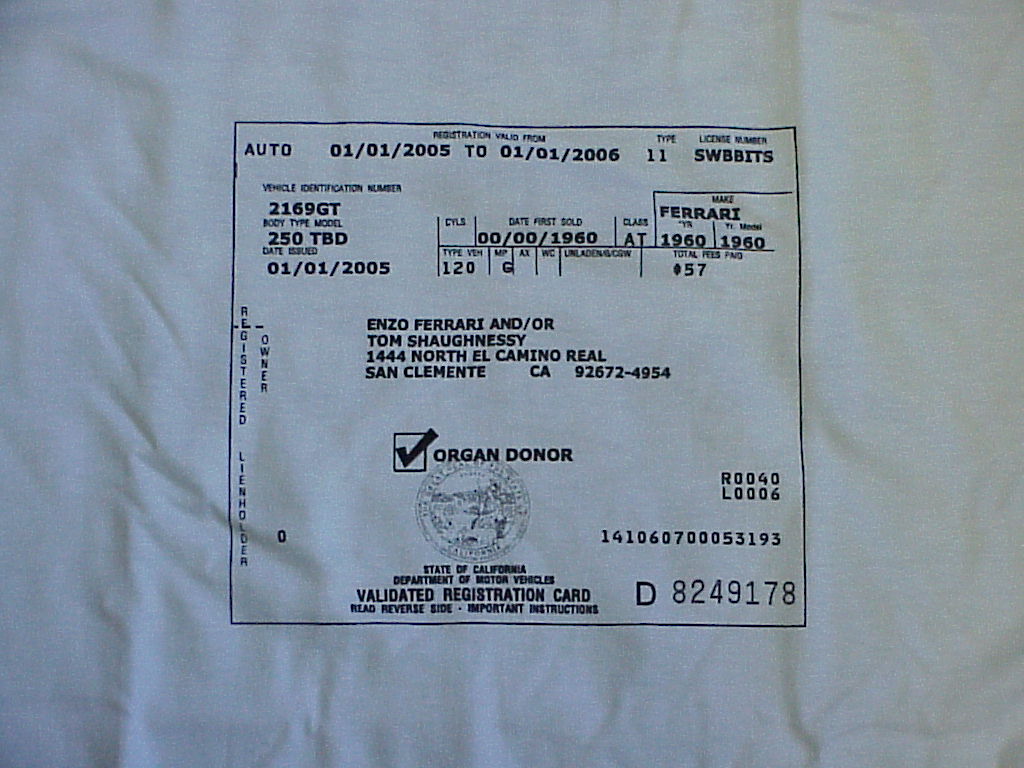 REGISTRATION VALID FROM TYPE LICENSE NUMBER
AUTO 01/01/2005 TO 01/01/2006 11 SWBBITS
VEHICLE IDENTIFICATION NUMBER
2169GT
MAKE
FERRARI
BODY TYPE MODEL CYLS DATE FIRST SOLD CLASS YR Yr. Model
250 TBD 00/00/1960 AT 1960 1960
DATE ISSUED TYPE VEH MP AX WC UNLADEN/G/CGW TOTAL FEES PAID
01/01/2005 120 G $57
REGISTERED OWNER
ENZO FERRARI AND/OR
TOM SHAUGHNESSY
1444 NORTH EL CAMINO REAL
SAN CLEMENTE CA 92672-4954
ORGAN DONOR
LIENHOLDER
R0040
L0006
0 141060700053193
CALIFORNIA
STATE OF CALIFORNIA
DEPARTMENT OF MOTOR VEHICLES
VALIDATED REGISTRATION CARD
READ REVERSE SIDE - IMPORTANT INSTRUCTIONS
D 8249178